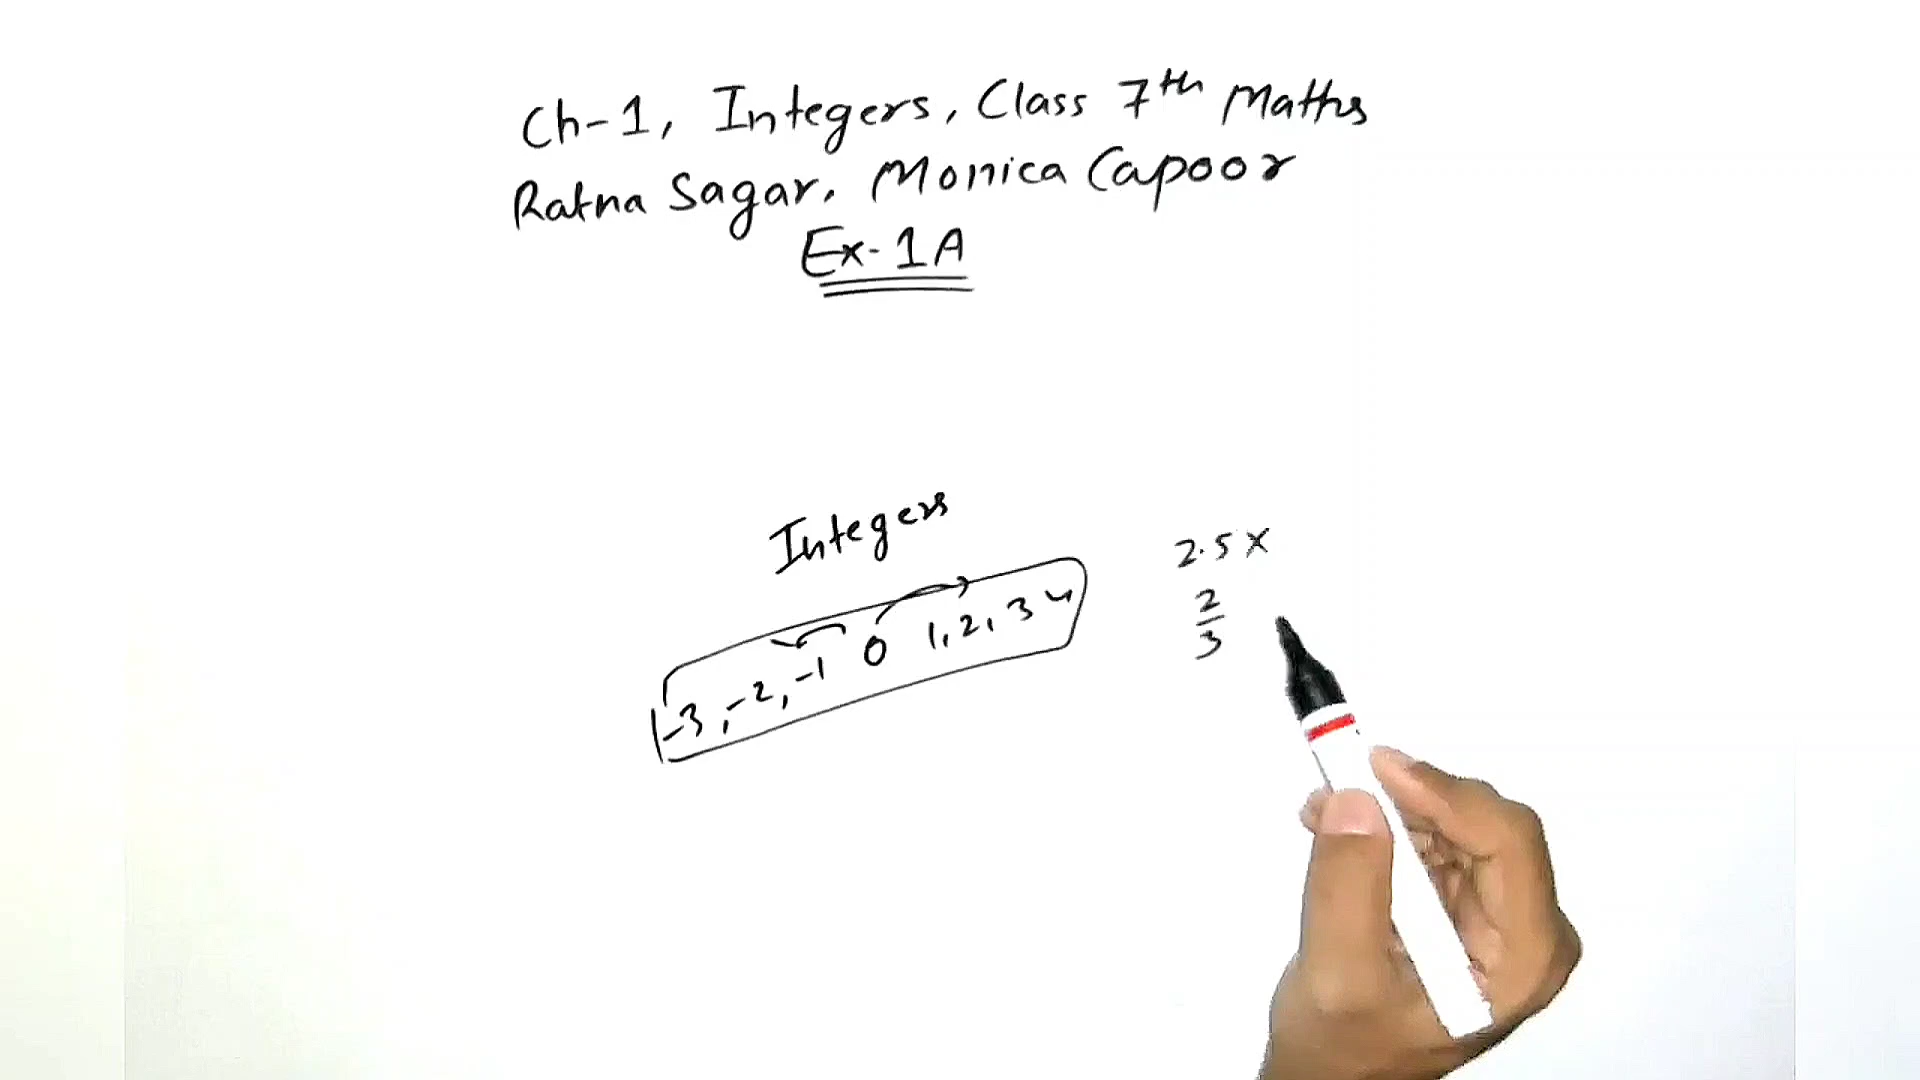 Ch-1, Integers, Class 7th Maths
Ratna Sagar, Monica Capoor
Ex-1A
Integers
-3, -2, -1 0 1, 2, 3
2.5 ×
2
3